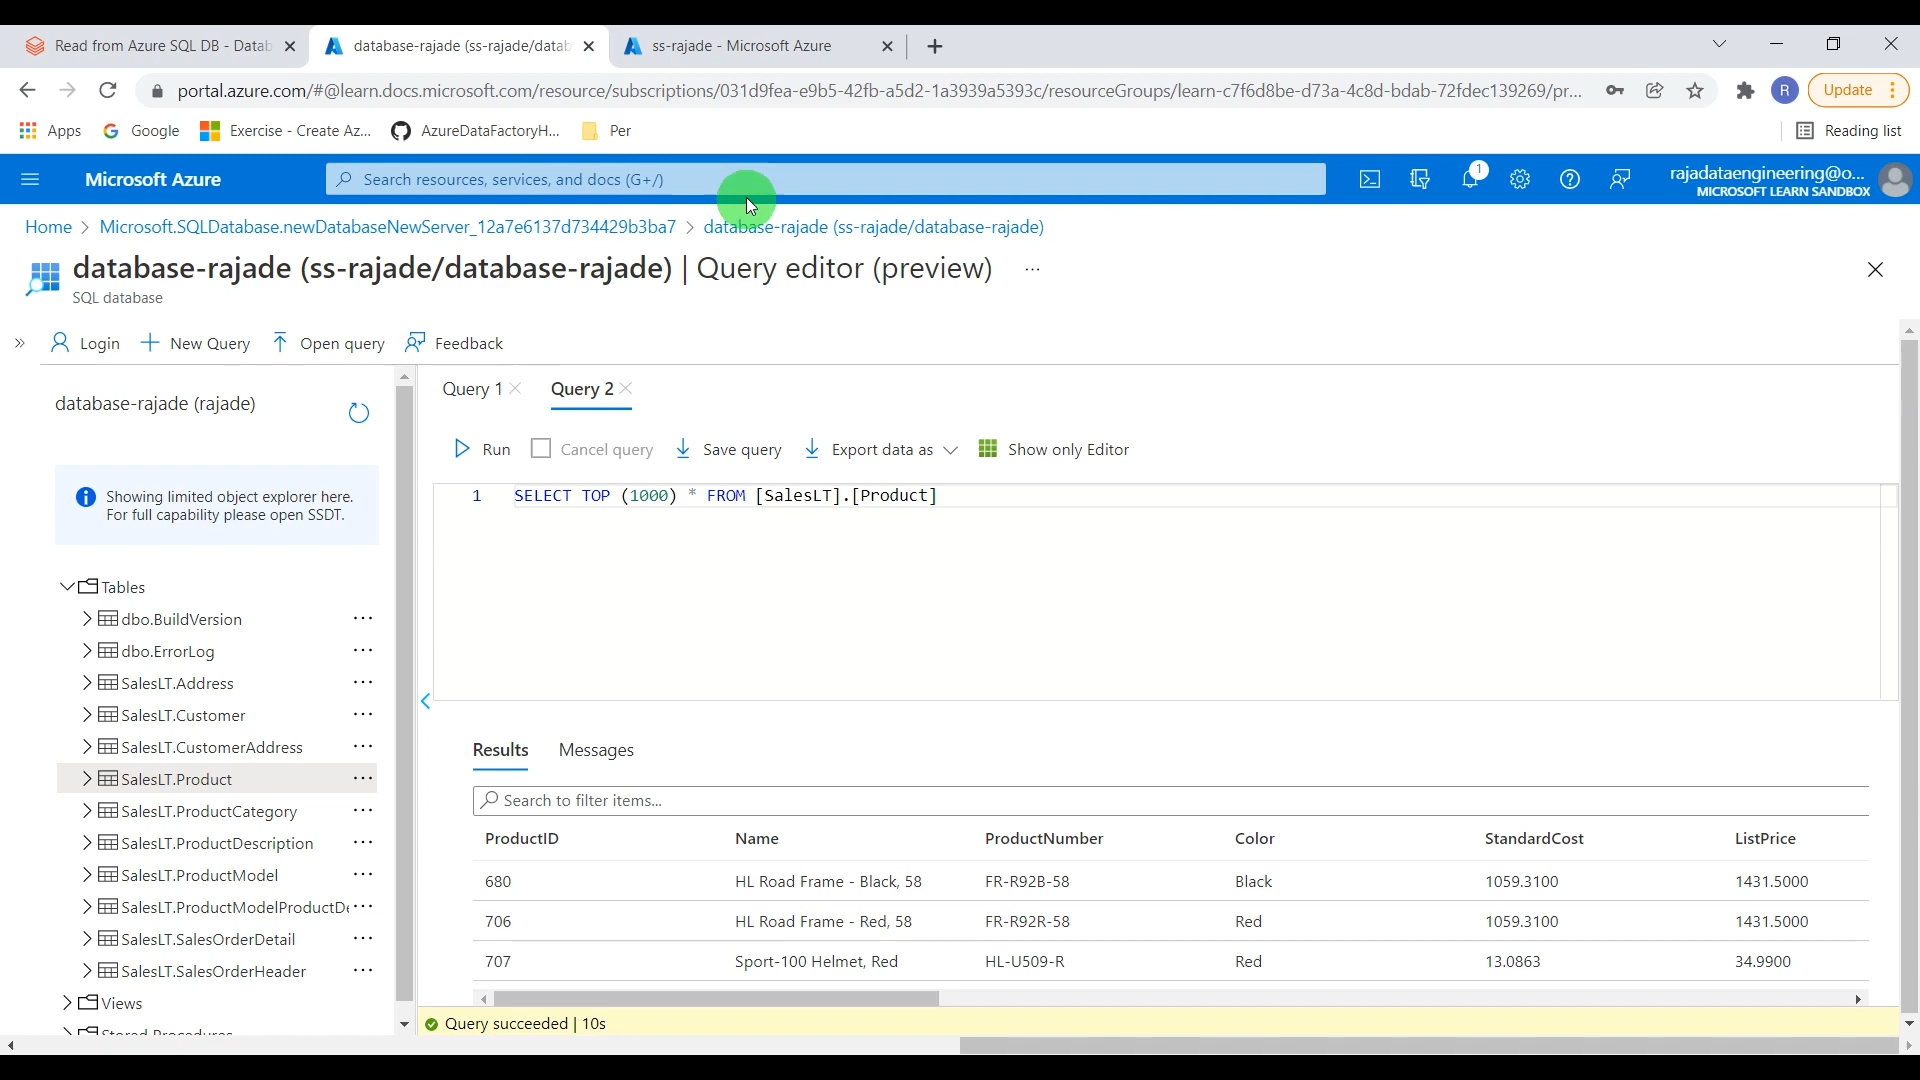 Read from Azure SQL DB - Datab
database-rajade (ss-rajade/datab
ss-rajade - Microsoft Azure
portal.azure.com/#@learn.docs.microsoft.com/resource/subscriptions/031d9fea-e9b5-42fb-a5d2-1a3939a5393c/resourceGroups/learn-c7f6d8be-d73a-4c8d-bdab-72fdec139269/pr...
R
Update
Apps
Google
Exercise - Create Az...
AzureDataFactoryH...
Per
Reading list
Microsoft Azure
Search resources, services, and docs (G+/)
1
rajadataengineering@o...
MICROSOFT LEARN SANDBOX
Home > Microsoft.SQLDatabase.newDatabaseNewServer_12a7e6137d734429b3ba7 > database-rajade (ss-rajade/database-rajade)
database-rajade (ss-rajade/database-rajade) | Query editor (preview) ...
SQL database
Login
New Query
Open query
Feedback
database-rajade (rajade)
Showing limited object explorer here.
For full capability please open SSDT.
Tables
dbo.BuildVersion
dbo.ErrorLog
SalesLT.Address
SalesLT.Customer
SalesLT.CustomerAddress
SalesLT.Product
SalesLT.ProductCategory
SalesLT.ProductDescription
SalesLT.ProductModel
SalesLT.ProductModelProductDe
SalesLT.SalesOrderDetail
SalesLT.SalesOrderHeader
Views
Stored Procedures
Query 1
Query 2
Run
Cancel query
Save query
Export data as
Show only Editor
1 SELECT TOP (1000) * FROM [SalesLT].[Product]
Results
Messages
Search to filter items...
ProductID Name ProductNumber Color StandardCost ListPrice
680 HL Road Frame - Black, 58 FR-R92B-58 Black 1059.3100 1431.5000
706 HL Road Frame - Red, 58 FR-R92R-58 Red 1059.3100 1431.5000
707 Sport-100 Helmet, Red HL-U509-R Red 13.0863 34.9900
Query succeeded | 10s